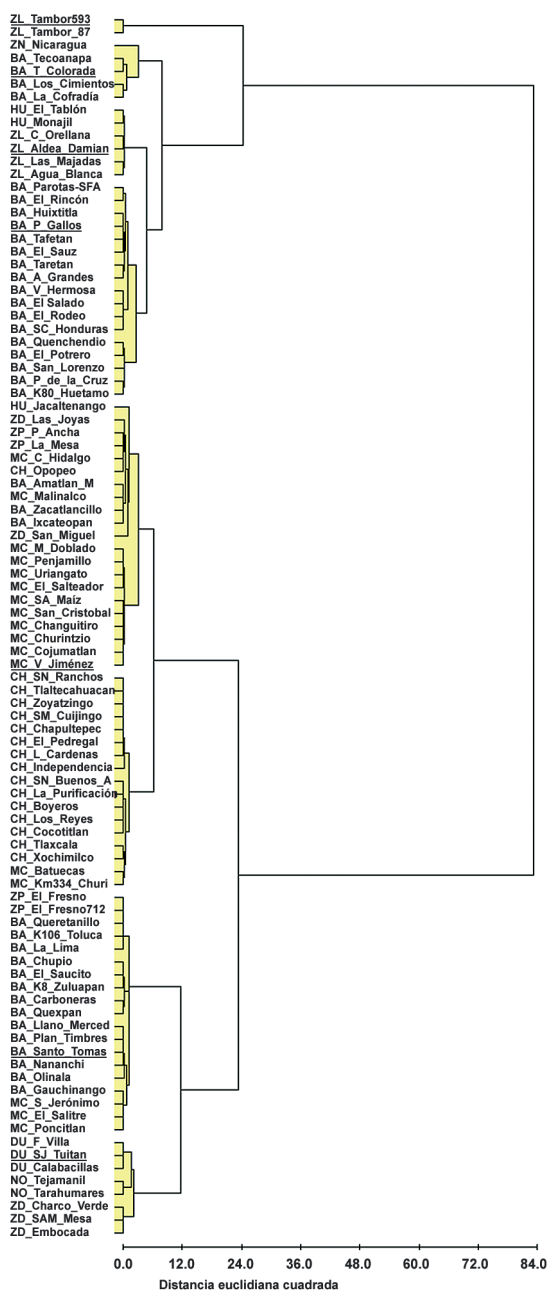 ZL_Tambor593
ZL_Tambor_87
ZN_Nicaragua
BA_Tecoanapa
BA_T_Colorada
BA_Los_Cimientos
BA_La_Cofradía
HU_El_Tablón
HU_Monajil
ZL_C_Orellana
ZL_Aldea_Damian
ZL_Las_Majadas
ZL_Agua_Blanca
BA_Parotas-SFA
BA_El_Rincón
BA_Huixtitla
BA_P_Gallos
BA_Tafetan
BA_El_Sauz
BA_Taretan
BA_A_Grandes
BA_V_Hermosa
BA_El Salado
BA_El_Rodeo
BA_SC_Honduras
BA_Quenchendio
BA_El_Potrero
BA_San_Lorenzo
BA_P_de_la_Cruz
BA_K80_Huetamo
HU_Jacaltenango
ZD_Las_Joyas
ZP_P_Ancha
ZP_La_Mesa
MC_C_Hidalgo
CH_Opopeo
BA_Amatlan_M
MC_Malinalco
BA_Zacatlancillo
BA_Ixcateopan
ZD_San_Miguel
MC_M_Doblado
MC_Penjamillo
MC_Uriangato
MC_El_Salteador
MC_SA_Maíz
MC_San_Cristobal
MC_Changuitiro
MC_Churintzio
MC_Cojumatlan
MC_V_Jiménez
CH_SN_Ranchos
CH_Tlaltecahuacan
CH_Zoyatzingo
CH_SM_Cuijingo
CH_Chapultepec
CH_El_Pedregal
CH_L_Cardenas
CH_Independencia
CH_SN_Buenos_A
CH_La_Purificación
CH_Boyeros
CH_Los_Reyes
CH_Cocotitlan
CH_Tlaxcala
CH_Xochimilco
MC_Batuecas
MC_Km334_Churi
ZP_El_Fresno
ZP_El_Fresno712
BA_Queretanillo
BA_K106_Toluca
BA_La_Lima
BA_Chupio
BA_El_Saucito
BA_K8_Zuluapan
BA_Carboneras
BA_Quexpan
BA_Llano_Merced
BA_Plan_Timbres
BA_Santo_Tomas
BA_Nananchi
BA_Olinala
BA_Gauchinango
MC_S_Jerónimo
MC_El_Salitre
MC_Poncitlan
DU_F_Villa
DU_SJ_Tuitan
DU_Calabacillas
NO_Tejamanil
NO_Tarahumares
ZD_Charco_Verde
ZD_SAM_Mesa
ZD_Embocada
0.0 12.0 24.0 36.0 48.0 60.0 72.0 84.0
Distancia euclidiana cuadrada